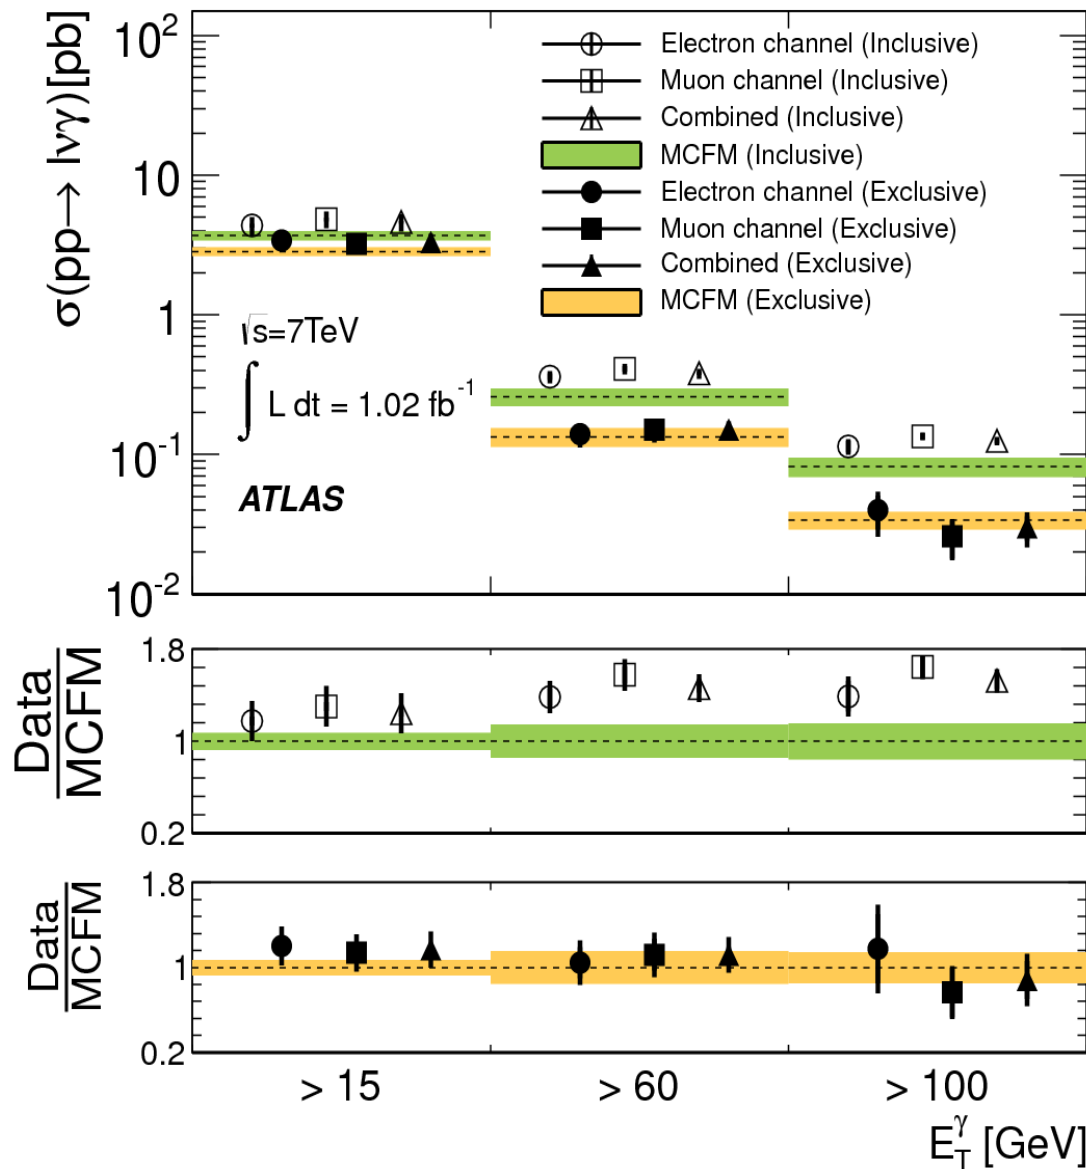 σ(pp→ lνγ)[pb]
10²
10
1
10⁻¹
10⁻²
Electron channel (Inclusive)
Muon channel (Inclusive)
Combined (Inclusive)
MCFM (Inclusive)
Electron channel (Exclusive)
Muon channel (Exclusive)
Combined (Exclusive)
MCFM (Exclusive)
√s=7TeV
∫ L dt = 1.02 fb⁻¹
ATLAS
Data
MCFM
1.8
1
0.2
Data
MCFM
1.8
1
0.2
> 15 > 60 > 100
E_T^γ [GeV]